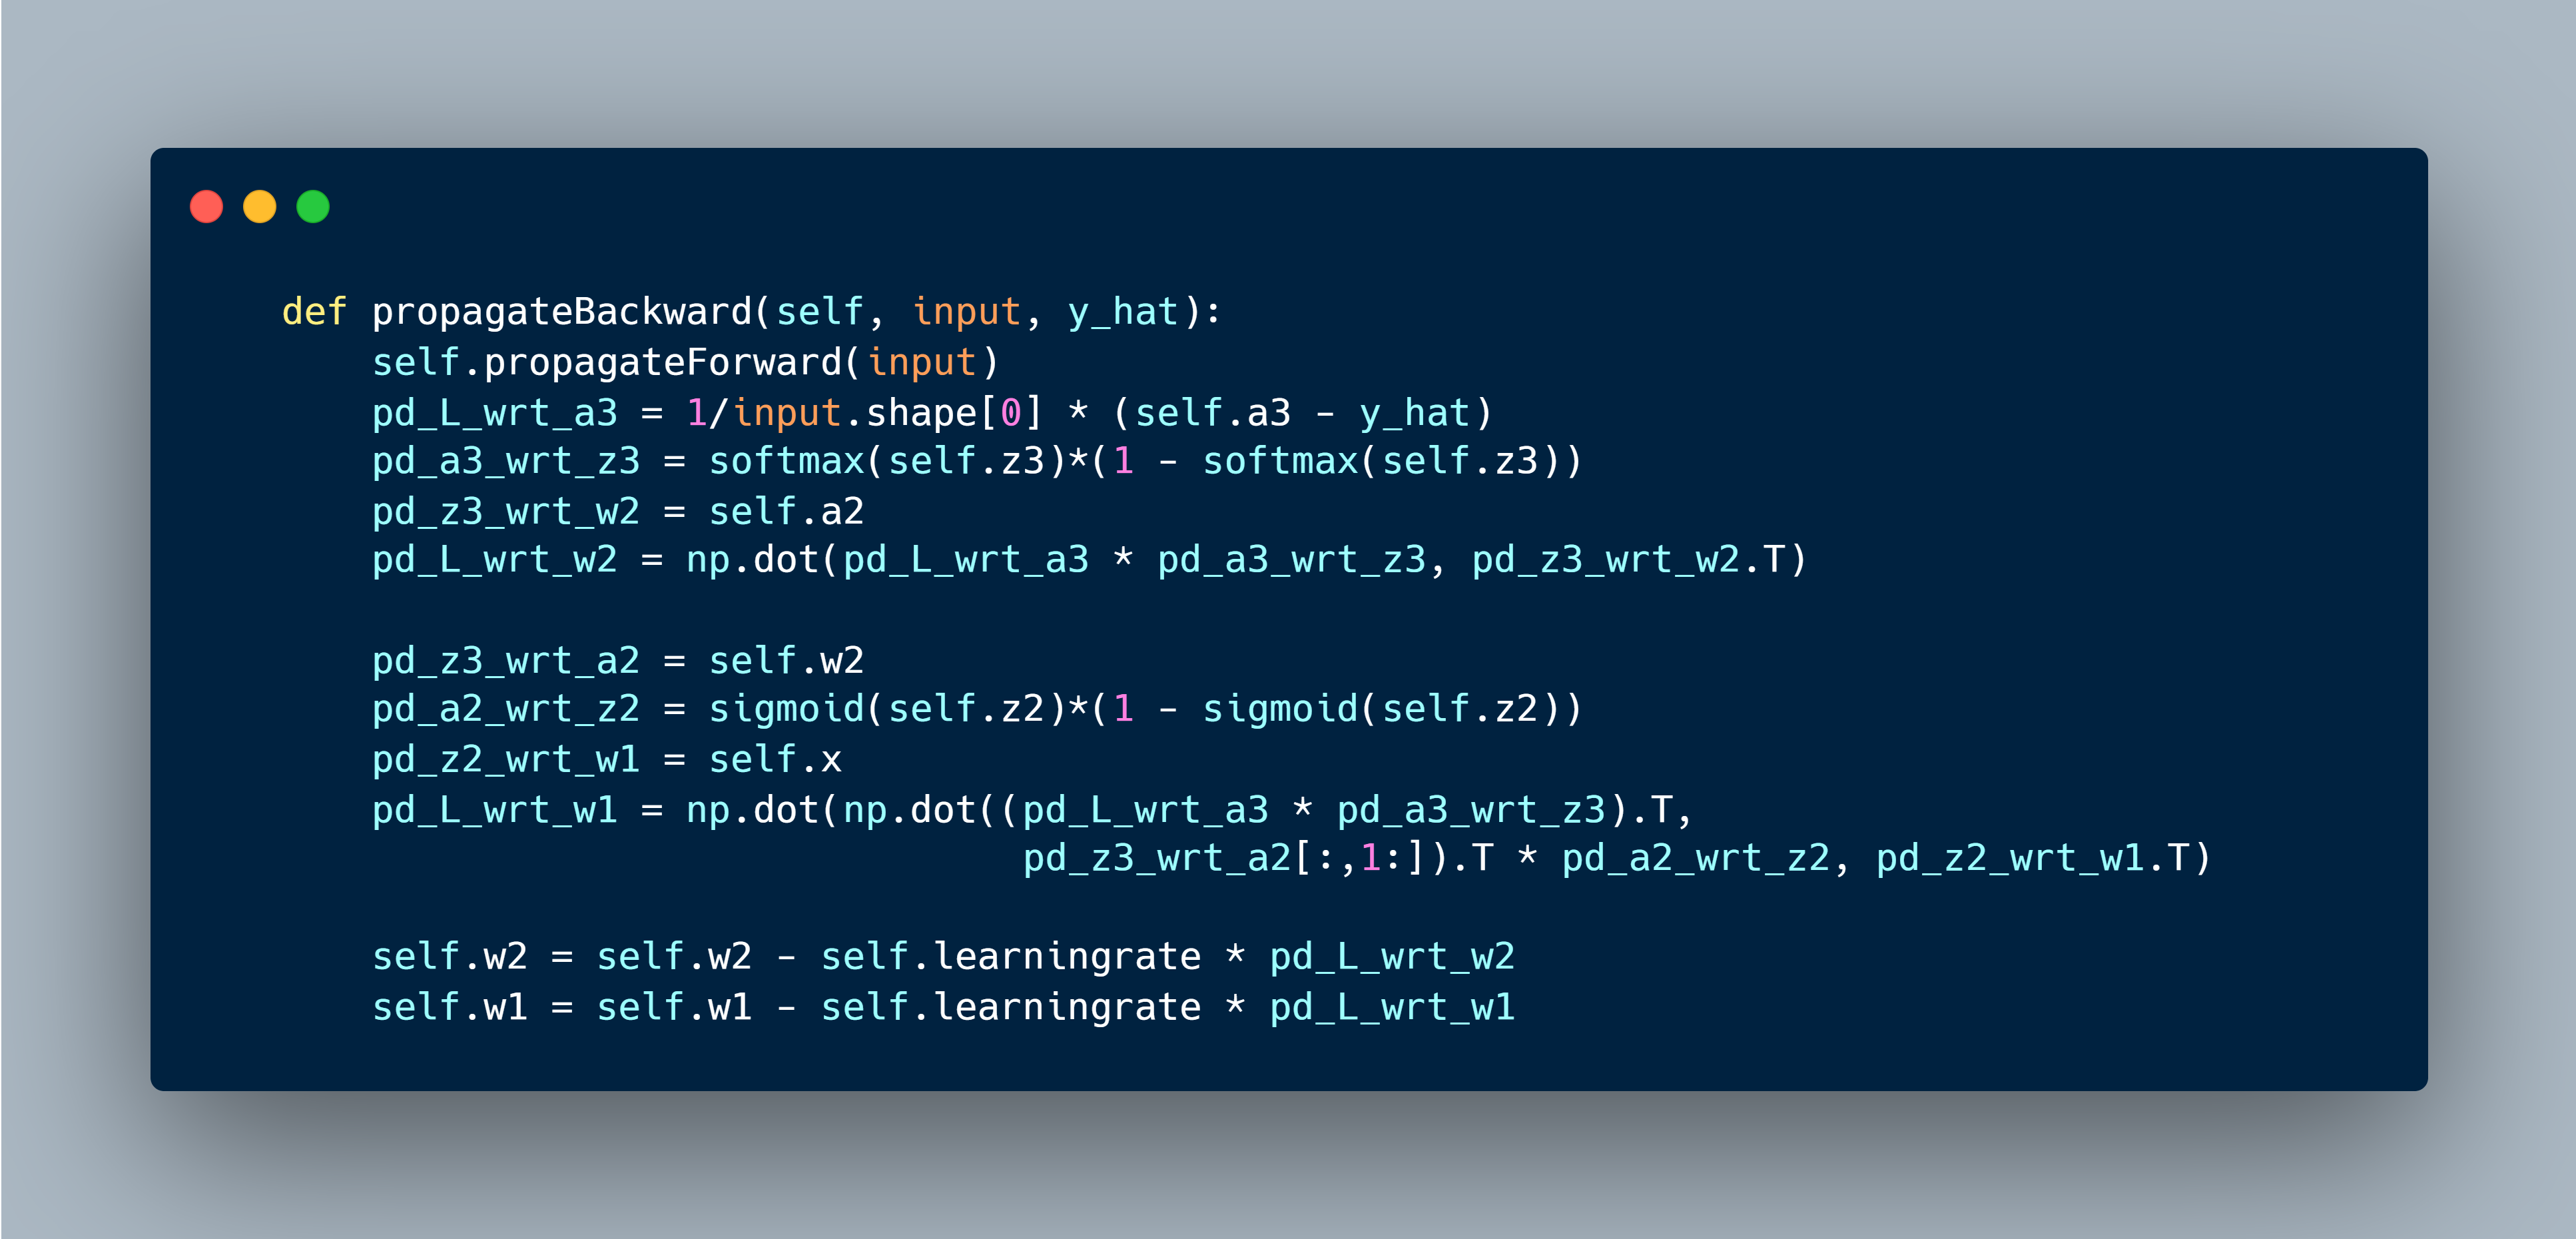 def propagateBackward(self, input, y_hat):
    self.propagateForward(input)
    pd_L_wrt_a3 = 1/input.shape[0] * (self.a3 - y_hat)
    pd_a3_wrt_z3 = softmax(self.z3)*(1 - softmax(self.z3))
    pd_z3_wrt_w2 = self.a2
    pd_L_wrt_w2 = np.dot(pd_L_wrt_a3 * pd_a3_wrt_z3, pd_z3_wrt_w2.T)
    pd_z3_wrt_a2 = self.w2
    pd_a2_wrt_z2 = sigmoid(self.z2)*(1 - sigmoid(self.z2))
    pd_z2_wrt_w1 = self.x
    pd_L_wrt_w1 = np.dot(np.dot((pd_L_wrt_a3 * pd_a3_wrt_z3).T,
                                 pd_z3_wrt_a2[:,1:]).T * pd_a2_wrt_z2, pd_z2_wrt_w1.T)
    self.w2 = self.w2 - self.learningrate * pd_L_wrt_w2
    self.w1 = self.w1 - self.learningrate * pd_L_wrt_w1